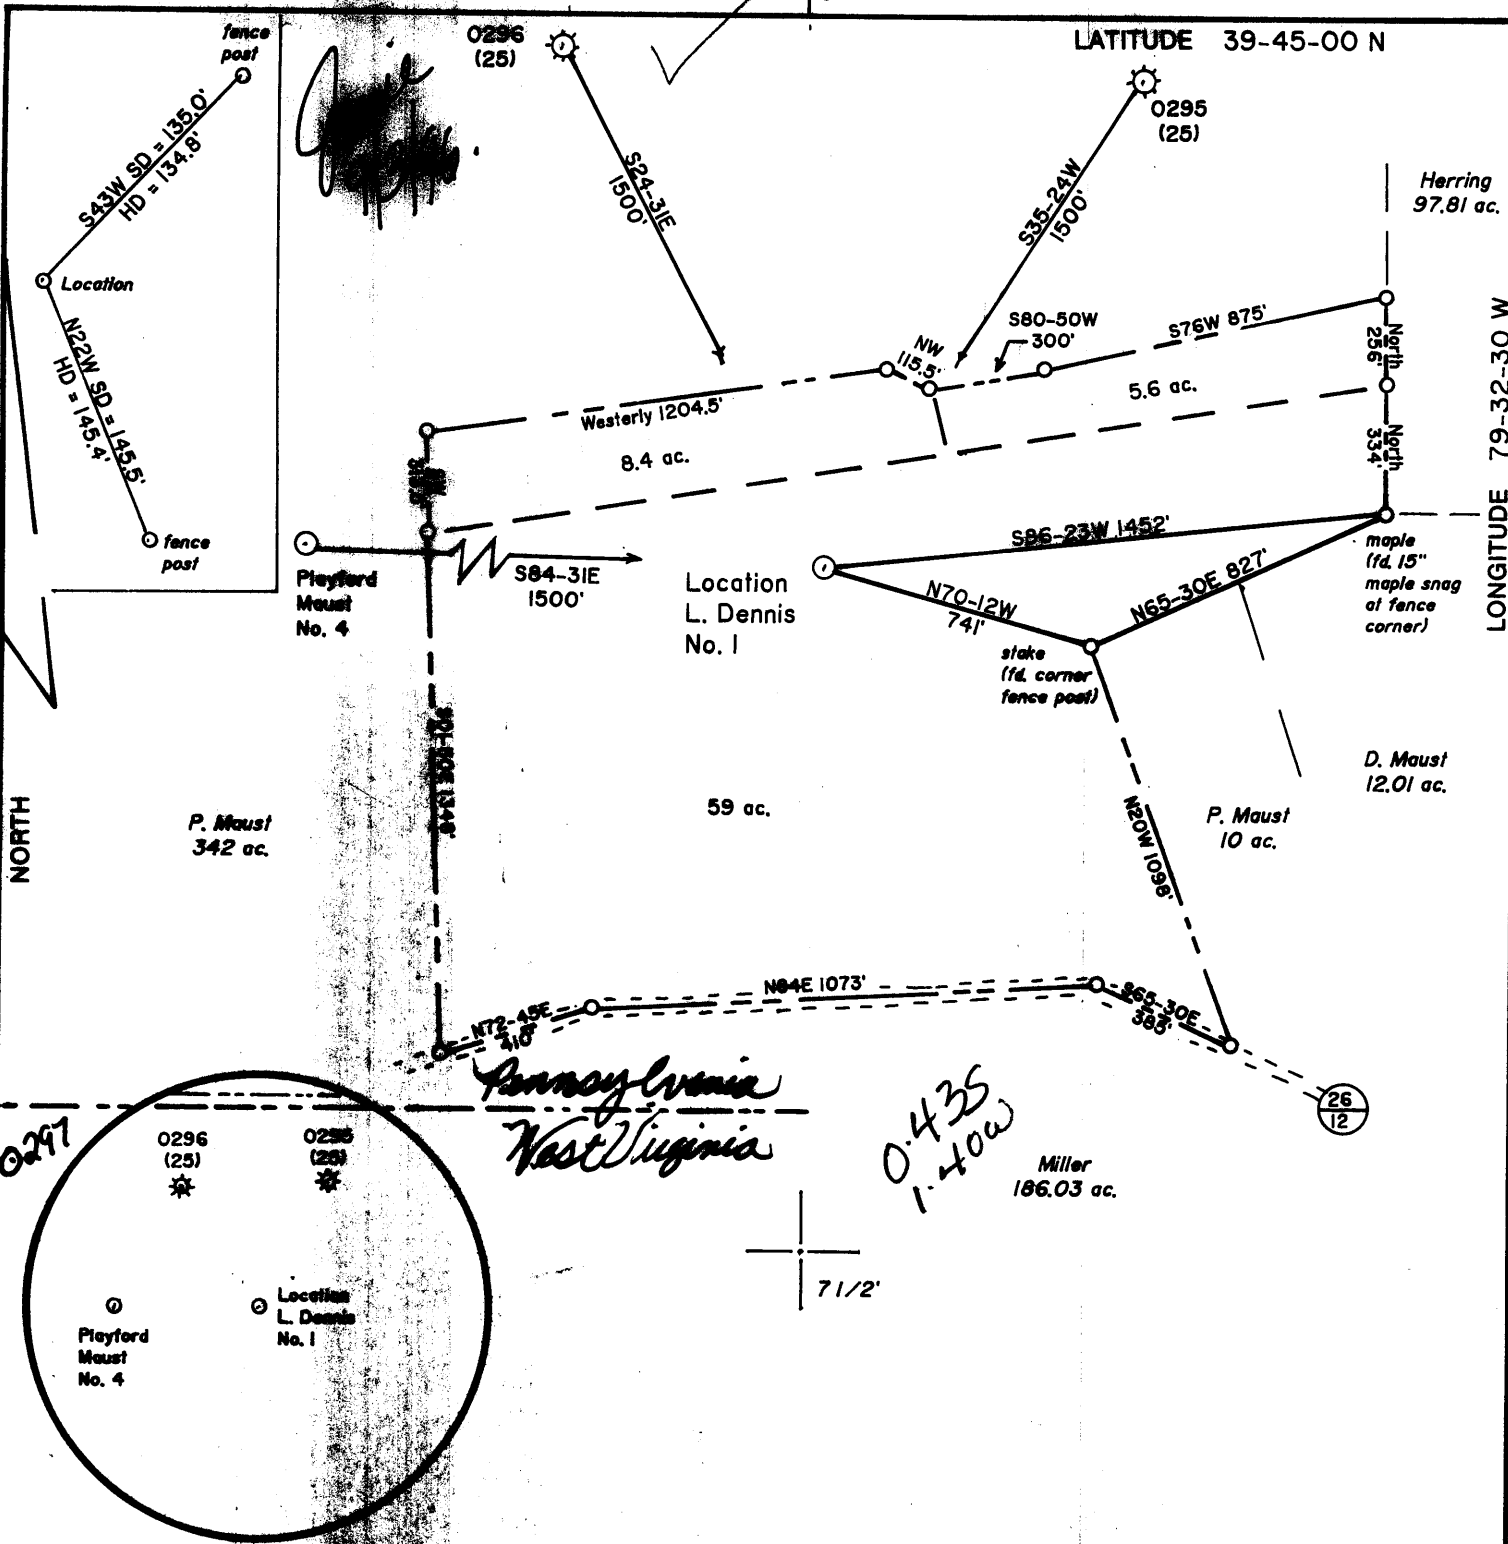 fence
post
S43W SD = 135.0'
HD = 134.8'
Location
N22W SD = 145.5'
HD = 145.4'
fence
post
0296
(25)
LATITUDE 39-45-00 N
0295
(25)
S24-31E
1500'
S35-24W
1500'
Herring
97.81 ac.
LONGITUDE 79-32-30 W
S80-50W
300'
NW
115.5'
S76W 875'
North
256'
5.6 ac.
Westerly 1204.5'
8.4 ac.
North
334'
S86-23W 1452'
maple
(fd. 15"
maple snag
at fence
corner)
Playford
Maust
No. 4
S84-31E
1500'
Location
L. Dennis
No. 1
N70-12W
741'
N65-30E 827'
stake
(fd. corner
fence post)
D. Maust
12.01 ac.
P. Maust
10 ac.
N20W 1098'
59 ac.
P. Maust
342 ac.
NORTH
N84E 1073'
N72-45E
410'
S65-30E
383'
26
12
Pennsylvania
West Virginia
0.43S
1.40W
Miller
186.03 ac.
0297
0296
(25)
0295
(25)
7 1/2'
Location
L. Dennis
No. 1
Playford
Maust
No. 4